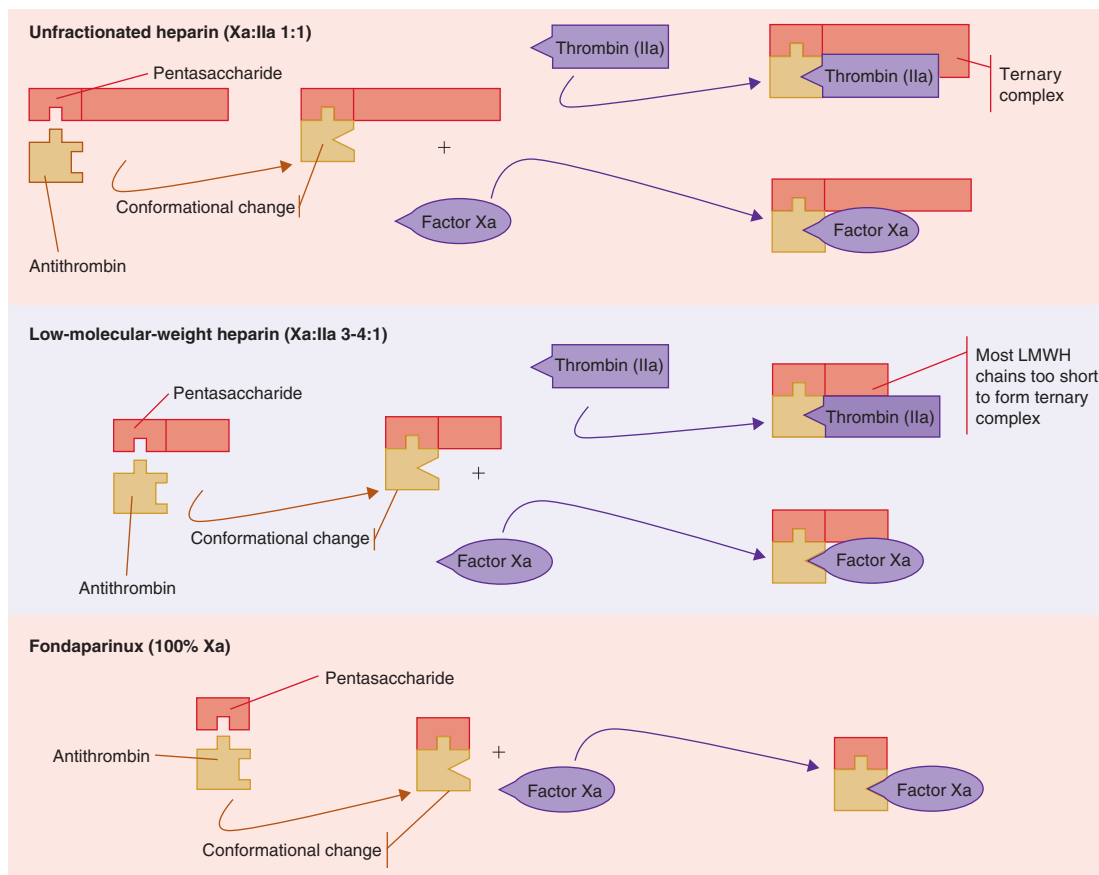 Unfractionated heparin (Xa:IIa 1:1)
Pentasaccharide
Thrombin (IIa)
Thrombin (IIa)
Ternary
complex
+
Conformational change
Factor Xa
Factor Xa
Antithrombin
Low-molecular-weight heparin (Xa:IIa 3-4:1)
Pentasaccharide
Thrombin (IIa)
Thrombin (IIa)
Most LMWH
chains too short
to form ternary
complex
+
Conformational change
Factor Xa
Factor Xa
Antithrombin
Fondaparinux (100% Xa)
Pentasaccharide
Antithrombin
+
Factor Xa
Factor Xa
Conformational change